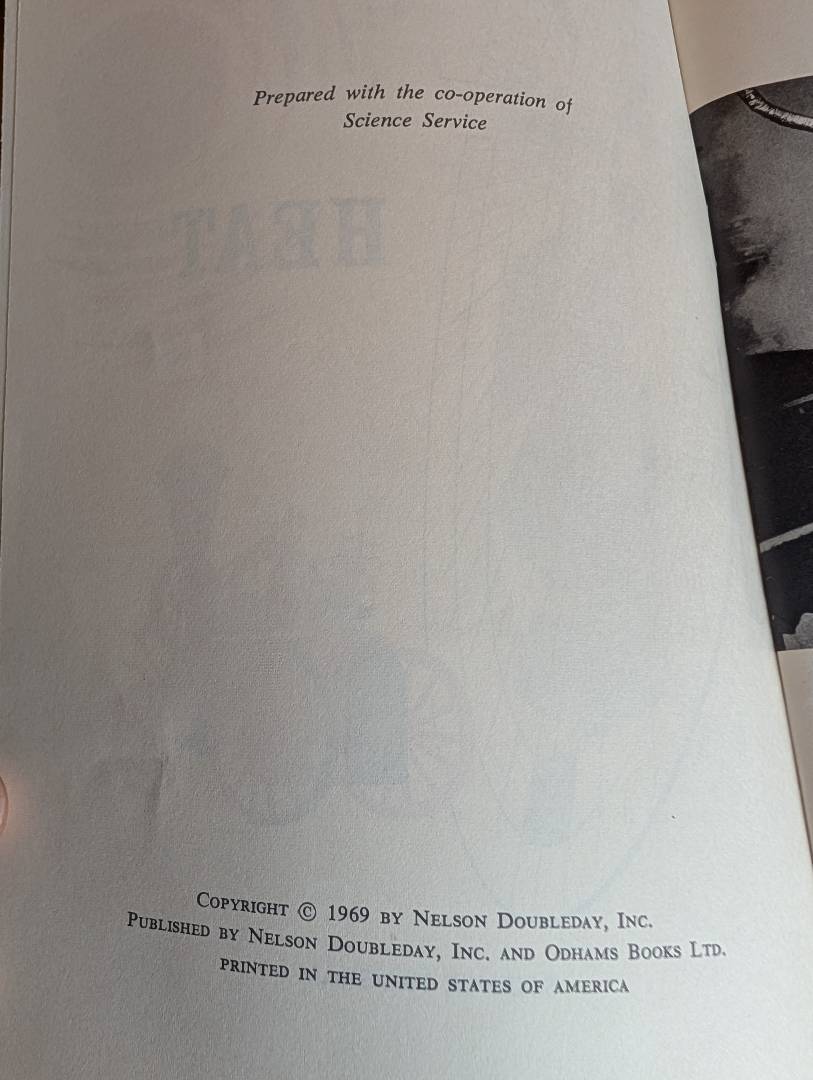 Prepared with the co-operation of
Science Service
HEAT
COPYRIGHT © 1969 BY NELSON DOUBLEDAY, INC.
PUBLISHED BY NELSON DOUBLEDAY, INC. AND ODHAMS BOOKS LTD.
PRINTED IN THE UNITED STATES OF AMERICA